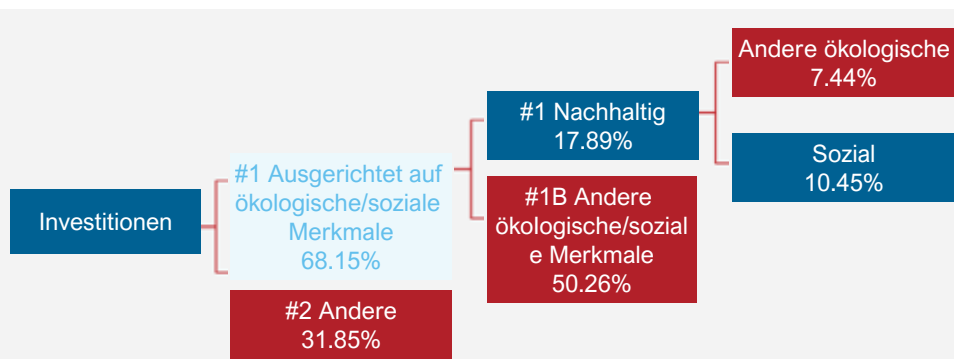 Investitionen
#1 Ausgerichtet auf
ökologische/soziale
Merkmale
68.15%
#2 Andere
31.85%
#1 Nachhaltig
17.89%
#1B Andere
ökologische/sozial
e Merkmale
50.26%
Andere ökologische
7.44%
Sozial
10.45%